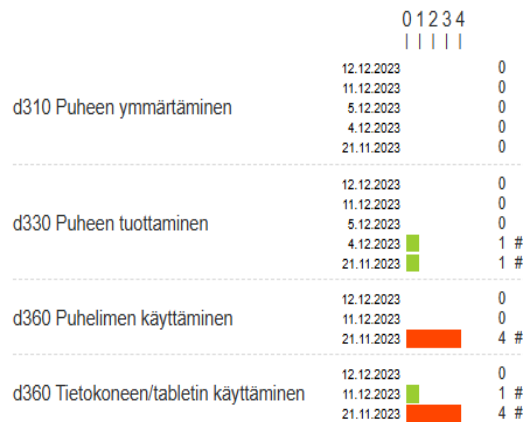 0 1 2 3 4
12.12.2023 0
11.12.2023 0
d310 Puheen ymmärtäminen 5.12.2023 0
4.12.2023 0
21.11.2023 0
12.12.2023 0
11.12.2023 0
d330 Puheen tuottaminen 5.12.2023 0
4.12.2023 1 #
21.11.2023 1 #
12.12.2023 0
d360 Puhelimen käyttäminen 11.12.2023 0
21.11.2023 4 #
12.12.2023 0
d360 Tietokoneen/tabletin käyttäminen 11.12.2023 1 #
21.11.2023 4 #